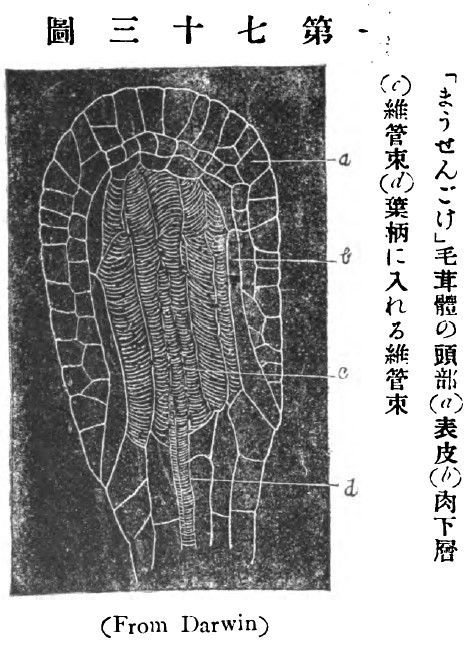 圖三十七第
「まうせんごけ」毛茸體の頭部(a)表皮(b)肉下層
(c)維管束(d)葉柄に入れる維管束
a
b
c
d
(From Darwin)